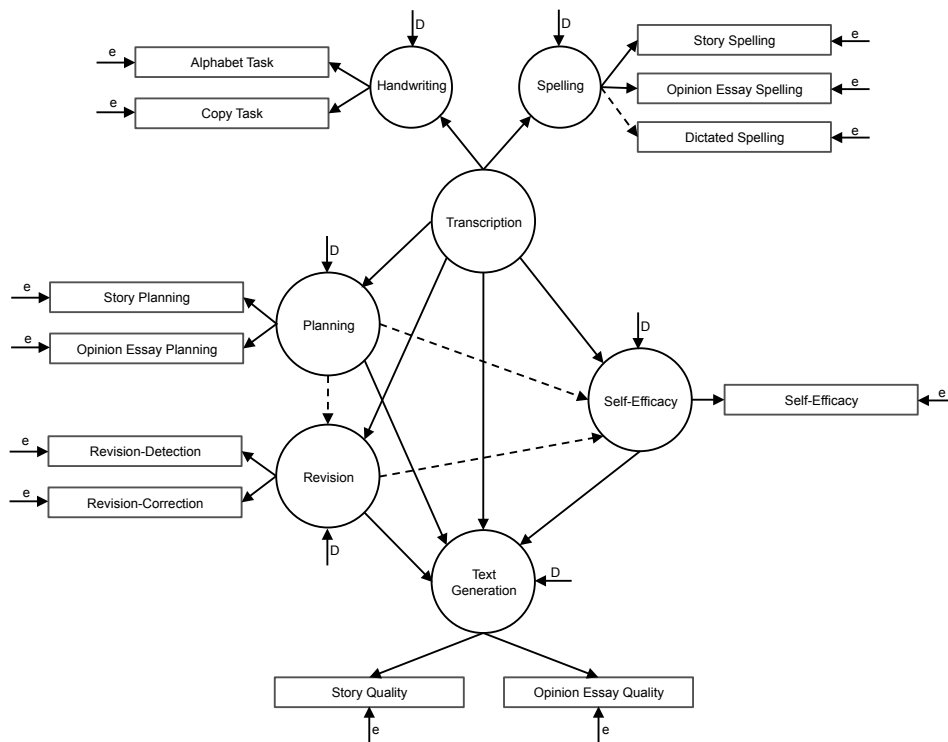 D
D
e
Story Spelling
e
Alphabet Task
Handwriting
Spelling
Opinion Essay Spelling
e
e
Copy Task
Dictated Spelling
e
Transcription
D
e
Story Planning
Planning
D
e
Opinion Essay Planning
Self-Efficacy
Self-Efficacy
e
e
Revision-Detection
Revision
e
Revision-Correction
D
Text
Generation
D
Story Quality
Opinion Essay Quality
e
e